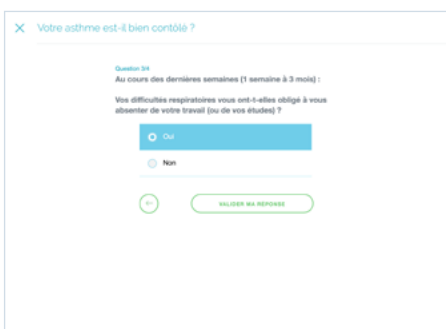 Votre asthme est-il bien contôlé ?
Question 3/4
Au cours des dernières semaines (1 semaine à 3 mois) :
Vos difficultés respiratoires vous ont-t-elles obligé à vous
absenter de votre travail (ou de vos études) ?
Oui
Non
VALIDER MA RÉPONSE